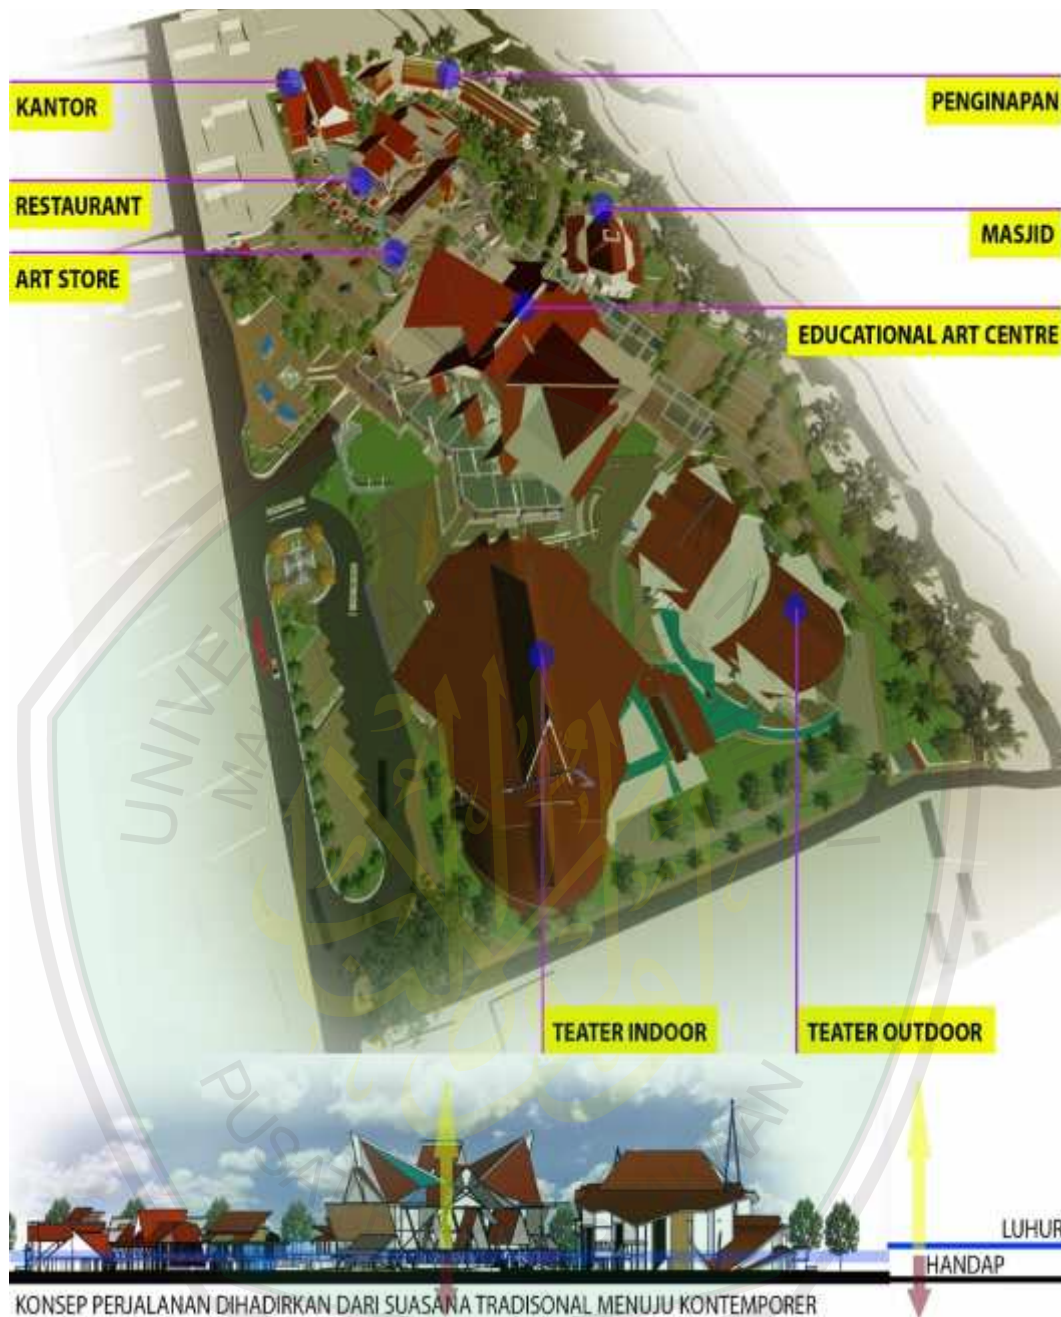 KANTOR
PENGINAPAN
RESTAURANT
MASJID
ART STORE
EDUCATIONAL ART CENTRE
TEATER INDOOR
TEATER OUTDOOR
LUHUR
HANDAP
KONSEP PERJALANAN DIHADIRKAN DARI SUASANA TRADISONAL MENUJU KONTEMPORER